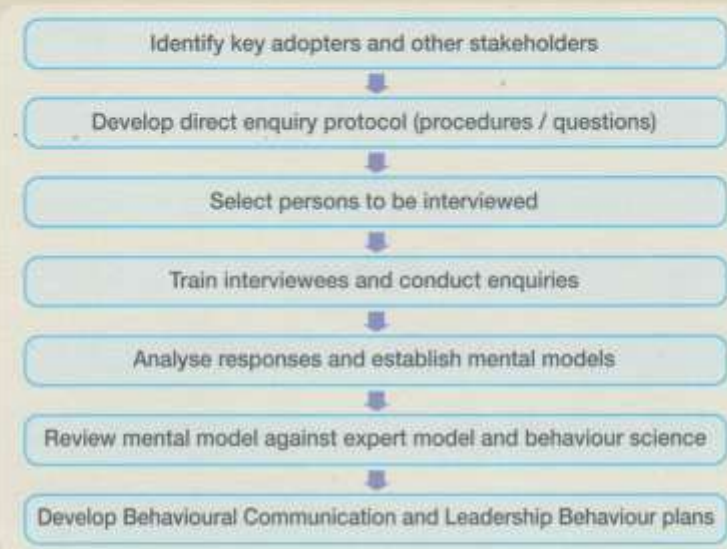 Identify key adopters and other stakeholders
Develop direct enquiry protocol (procedures / questions)
Select persons to be interviewed
Train interviewees and conduct enquiries
Analyse responses and establish mental models
Review mental model against expert model and behaviour science
Develop Behavioural Communication and Leadership Behaviour plans